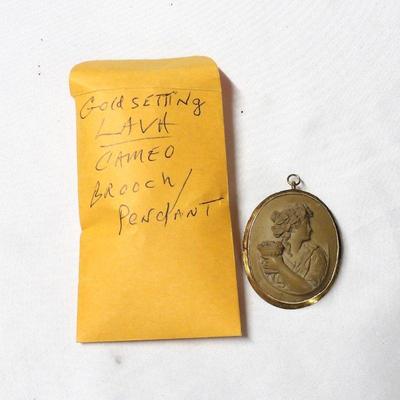 Gold SETTING
LAVA
CAMEO
BROOCH/
PENDANT